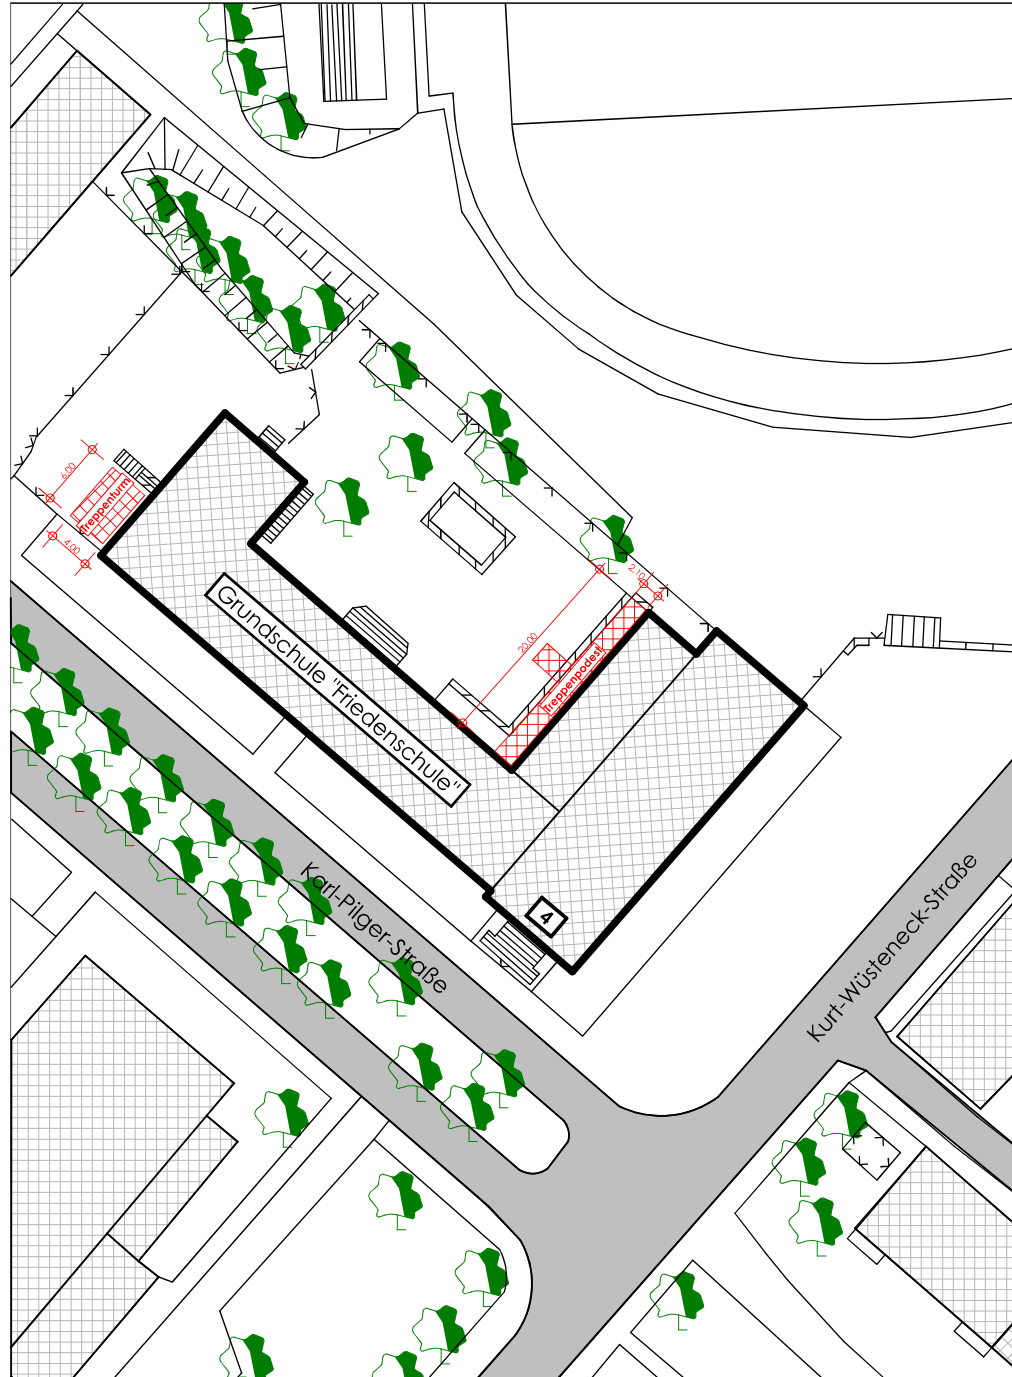 6.00
Treppenturm
4.00
2.10
20.00
Treppenpodest
Grundschule "Friedenschule"
4
Karl-Pilger-Straße
Kurt-Wüsteneck-Straße